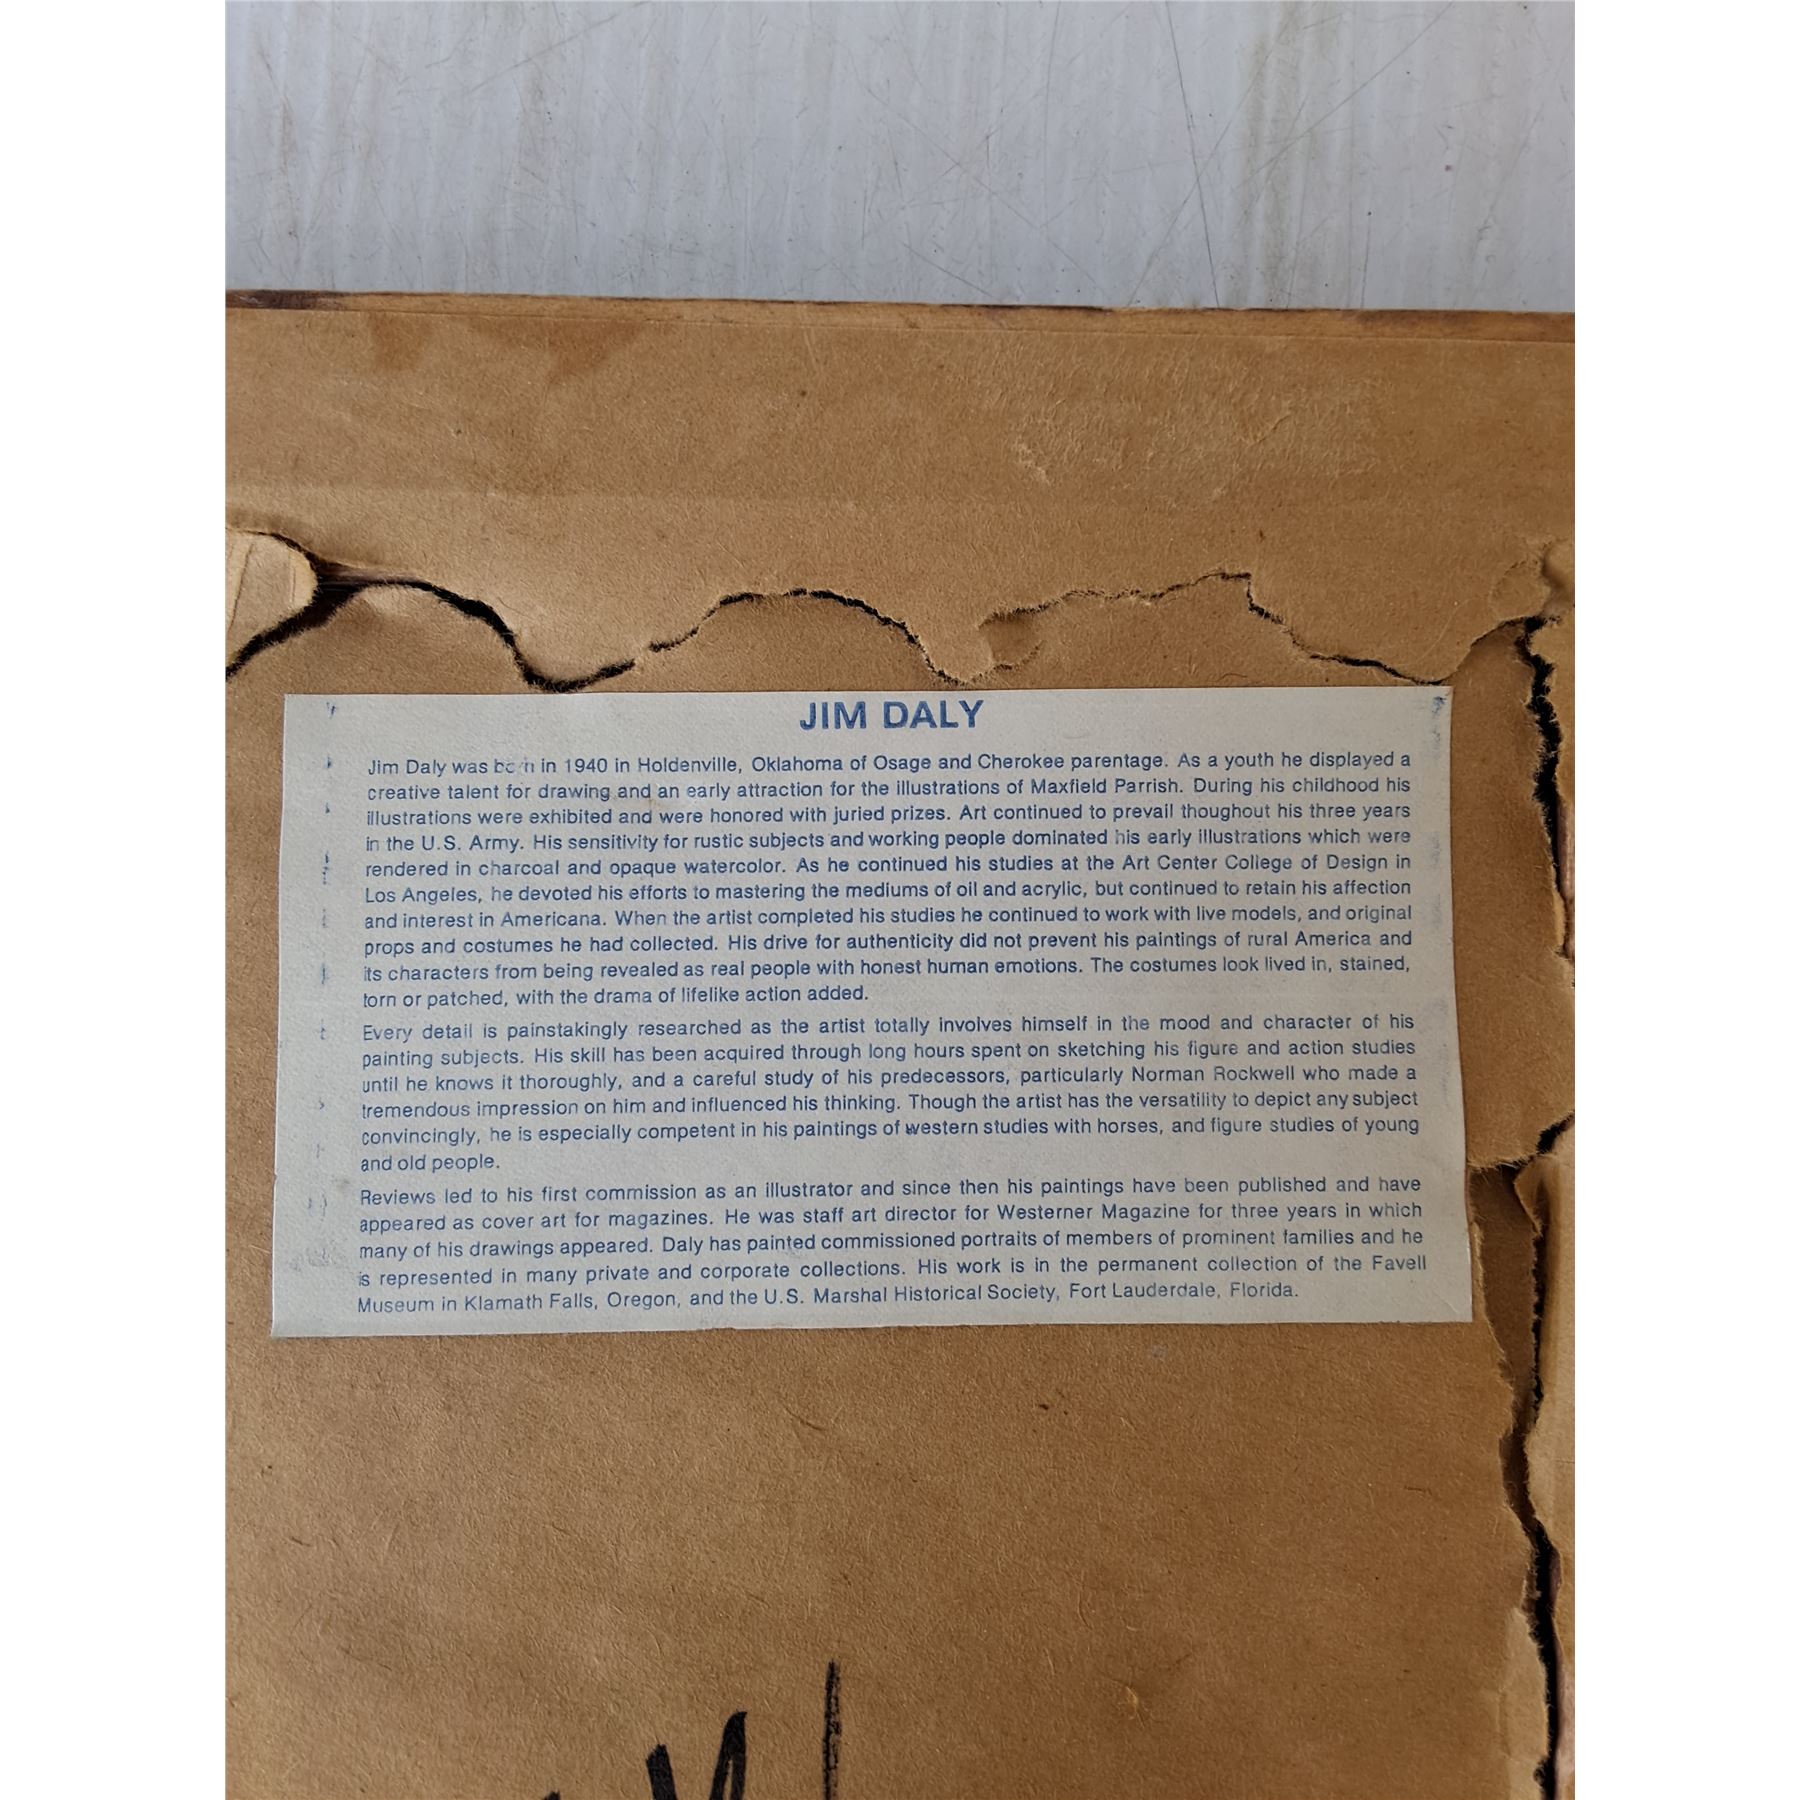 JIM DALY
Jim Daly was born in 1940 in Holdenville, Oklahoma of Osage and Cherokee parentage. As a youth he displayed a
creative talent for drawing and an early attraction for the illustrations of Maxfield Parrish. During his childhood his
illustrations were exhibited and were honored with juried prizes. Art continued to prevail thoughout his three years
in the U.S. Army. His sensitivity for rustic subjects and working people dominated his early illustrations which were
rendered in charcoal and opaque watercolor. As he continued his studies at the Art Center College of Design in
Los Angeles, he devoted his efforts to mastering the mediums of oil and acrylic, but continued to retain his affection
and interest in Americana. When the artist completed his studies he continued to work with live models, and original
props and costumes he had collected. His drive for authenticity did not prevent his paintings of rural America and
its characters from being revealed as real people with honest human emotions. The costumes look lived in, stained,
torn or patched, with the drama of lifelike action added.
Every detail is painstakingly researched as the artist totally involves himself in the mood and character of his
painting subjects. His skill has been acquired through long hours spent on sketching his figure and action studies
until he knows it thoroughly, and a careful study of his predecessors, particularly Norman Rockwell who made a
tremendous impression on him and influenced his thinking. Though the artist has the versatility to depict any subject
convincingly, he is especially competent in his paintings of western studies with horses, and figure studies of young
and old people.
Reviews led to his first commission as an illustrator and since then his paintings have been published and have
appeared as cover art for magazines. He was staff art director for Westerner Magazine for three years in which
many of his drawings appeared. Daly has painted commissioned portraits of members of prominent families and he
is represented in many private and corporate collections. His work is in the permanent collection of the Favell
Museum in Klamath Falls, Oregon, and the U.S. Marshal Historical Society, Fort Lauderdale, Florida.